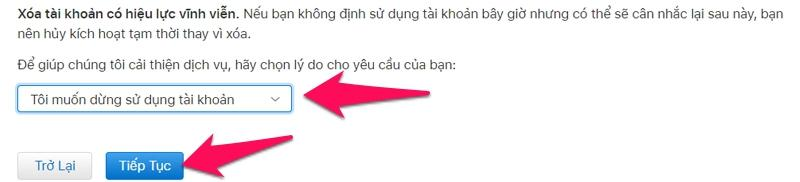 Xóa tài khoản có hiệu lực vĩnh viễn. Nếu bạn không định sử dụng tài khoản bây giờ nhưng có thể sẽ cân nhắc lại sau này, bạn
nên hủy kích hoạt tạm thời thay vì xóa.
Để giúp chúng tôi cải thiện dịch vụ, hãy chọn lý do cho yêu cầu của bạn:
Tôi muốn dừng sử dụng tài khoản
Trở Lại
Tiếp Tục